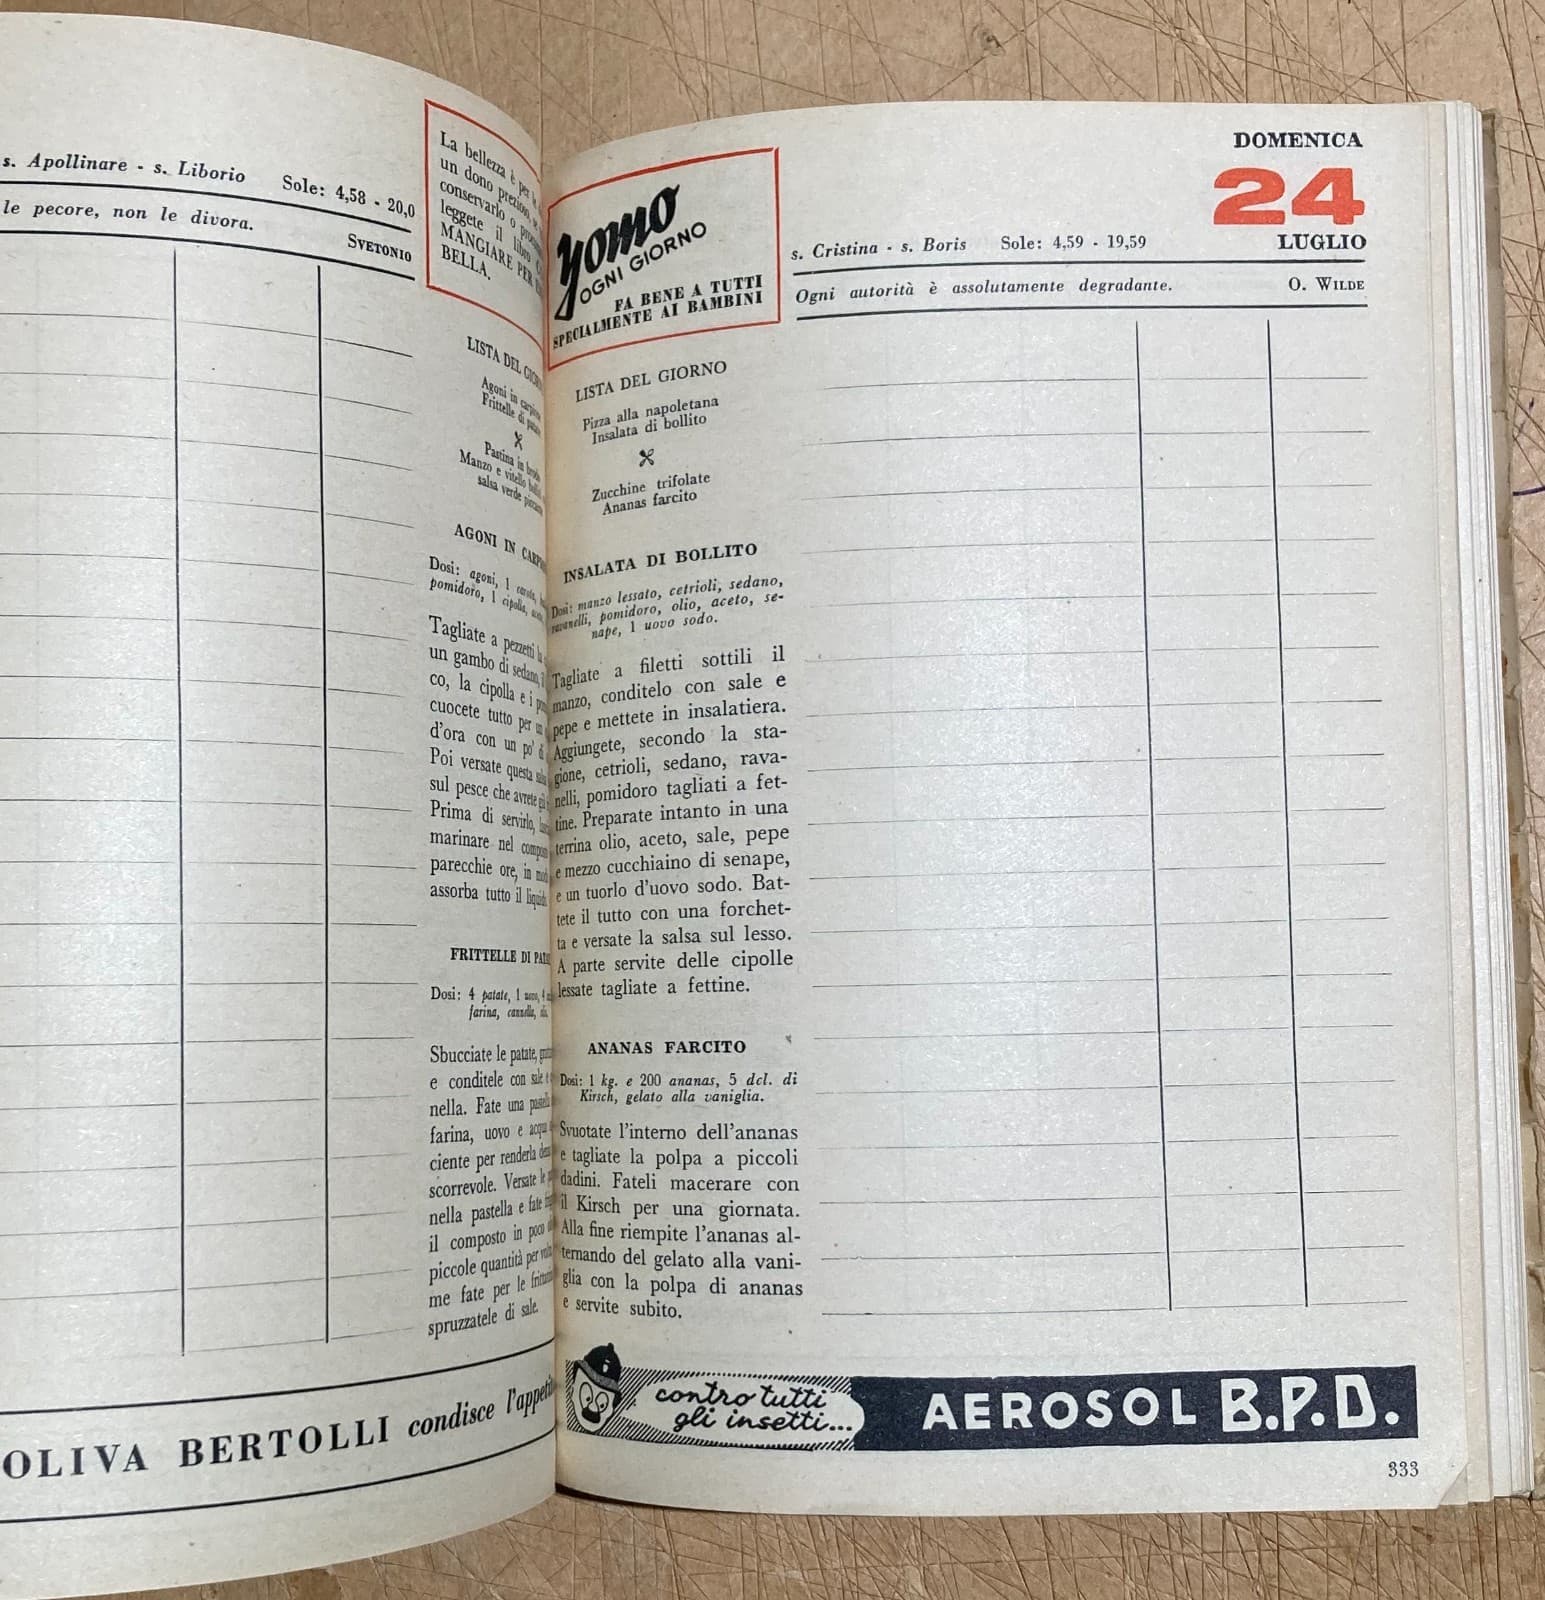 s. Apollinare - s. Liborio Sole: 4,58 - 20,0
le pecore, non le divora.
SVETONIO
La bellezza è per la
un dono prezioso,
conservarlo o
leggete il libro
MANGIARE PER
BELLA.
LISTA DEL GIORNO
Agoni in
Frittelle di
Pastina in brodo
Manzo e vitello
salsa verde
AGONI IN
Dosi: agoni, 1
pomidoro, 1 cipolla,
Tagliate a pezzetti
un gambo di sedano,
co, la cipolla e i
cuocete tutto per un
d'ora con un po' di
Poi versate questa salsa
sul pesce che avrete già
Prima di servirlo,
marinare nel
parecchie ore, in
assorba tutto il
FRITTELLE DI
Dosi: 4 patate, 1 uovo,
farina, cannella,
Sbucciate le patate,
e conditele con sale e
nella. Fate una pastella
farina, uovo e acqua
ciente per renderla
scorrevole. Versate le
nella pastella e fate
il composto in poco
piccole quantità per volta
me fate per le
spruzzatele di sale.
OLIVA BERTOLLI condisce l'appetito
yomo
OGNI GIORNO
FA BENE A TUTTI
SPECIALMENTE AI BAMBINI
DOMENICA
24
LUGLIO
s. Cristina - s. Boris Sole: 4,59 - 19,59
Ogni autorità è assolutamente degradante. O. WILDE
LISTA DEL GIORNO
Pizza alla napoletana
Insalata di bollito
Zucchine trifolate
Ananas farcito
INSALATA DI BOLLITO
Dosi: manzo lessato, cetrioli, sedano,
ravanelli, pomidoro, olio, aceto, se-
nape, 1 uovo sodo.
Tagliate a filetti sottili il
manzo, conditelo con sale e
pepe e mettete in insalatiera.
Aggiungete, secondo la sta-
gione, cetrioli, sedano, rava-
nelli, pomidoro tagliati a fet-
tine. Preparate intanto in una
terrina olio, aceto, sale, pepe
e mezzo cucchiaino di senape,
e un tuorlo d'uovo sodo. Bat-
tete il tutto con una forchet-
ta e versate la salsa sul lesso.
A parte servite delle cipolle
lessate tagliate a fettine.
ANANAS FARCITO
Dosi: 1 kg. e 200 ananas, 5 dcl. di
Kirsch, gelato alla vaniglia.
Svuotate l'interno dell'ananas
e tagliate la polpa a piccoli
dadini. Fateli macerare con
il Kirsch per una giornata.
Alla fine riempite l'ananas al-
ternando del gelato alla vani-
glia con la polpa di ananas
e servite subito.
contro tutti
gli insetti...
AEROSOL B.P.D.
333